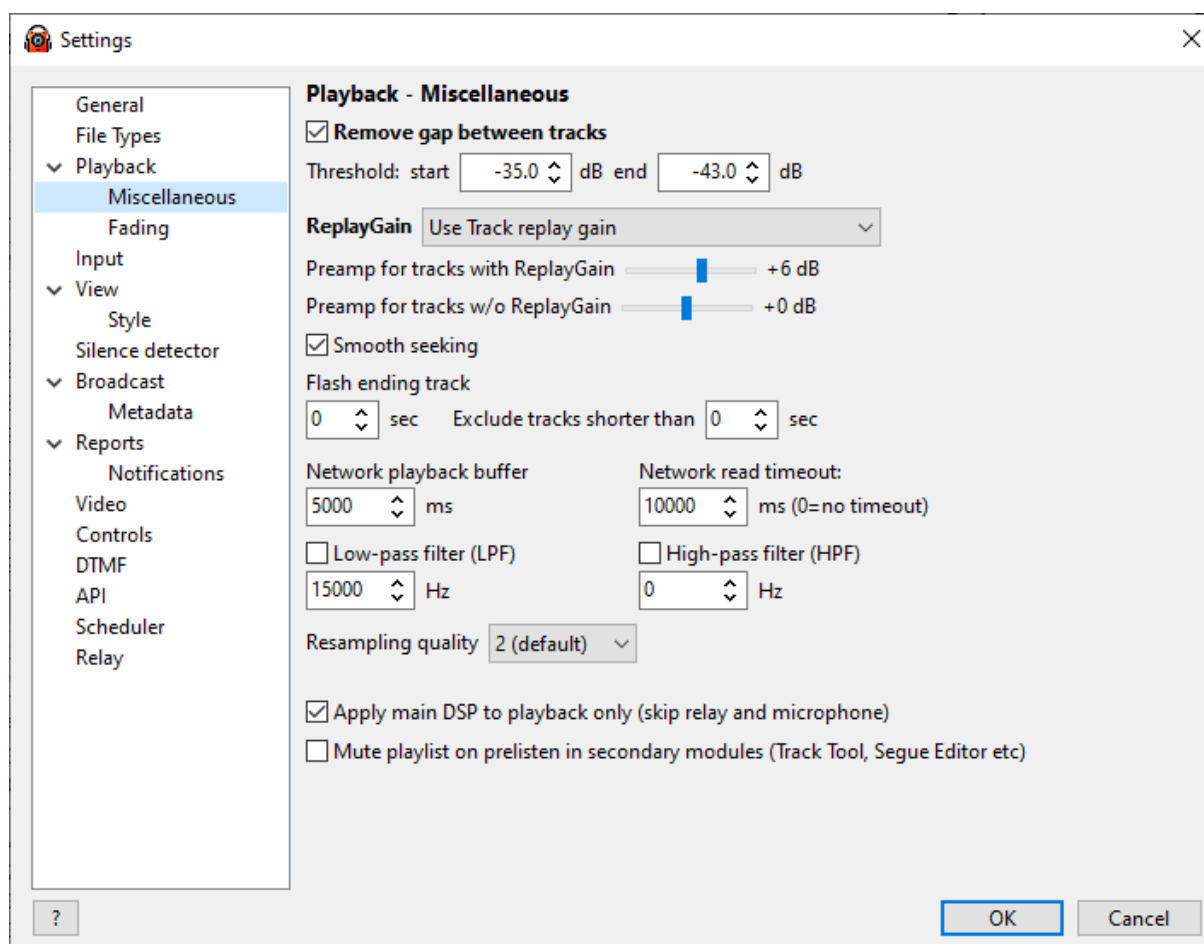 Settings
General
File Types
Playback
Miscellaneous
Fading
Input
View
Style
Silence detector
Broadcast
Metadata
Reports
Notifications
Video
Controls
DTMF
API
Scheduler
Relay
Playback - Miscellaneous
Remove gap between tracks
Threshold: start -35.0 dB end -43.0 dB
ReplayGain Use Track replay gain
Preamp for tracks with ReplayGain +6 dB
Preamp for tracks w/o ReplayGain +0 dB
Smooth seeking
Flash ending track
0 sec Exclude tracks shorter than 0 sec
Network playback buffer Network read timeout:
5000 ms 10000 ms (0=no timeout)
Low-pass filter (LPF) High-pass filter (HPF)
15000 Hz 0 Hz
Resampling quality 2 (default)
Apply main DSP to playback only (skip relay and microphone)
Mute playlist on prelisten in secondary modules (Track Tool, Segue Editor etc)
? OK Cancel